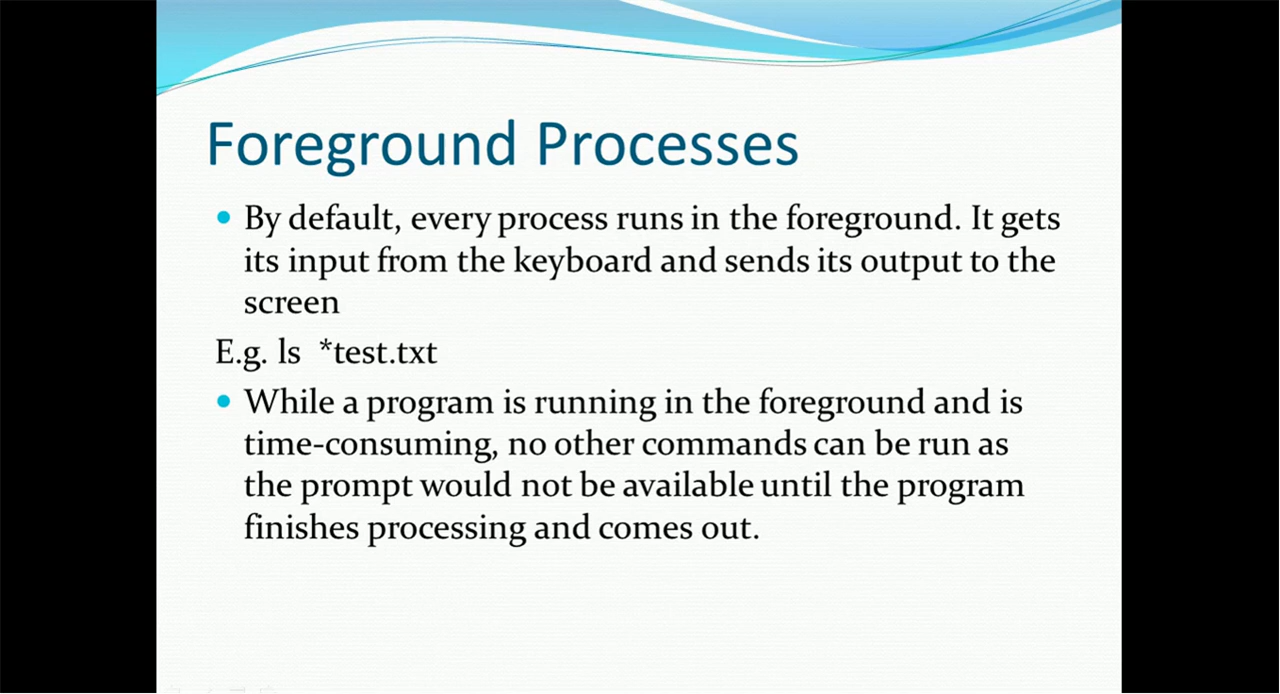 Foreground Processes
By default, every process runs in the foreground. It gets
its input from the keyboard and sends its output to the
screen
E.g. ls  *test.txt
While a program is running in the foreground and is
time-consuming, no other commands can be run as
the prompt would not be available until the program
finishes processing and comes out.